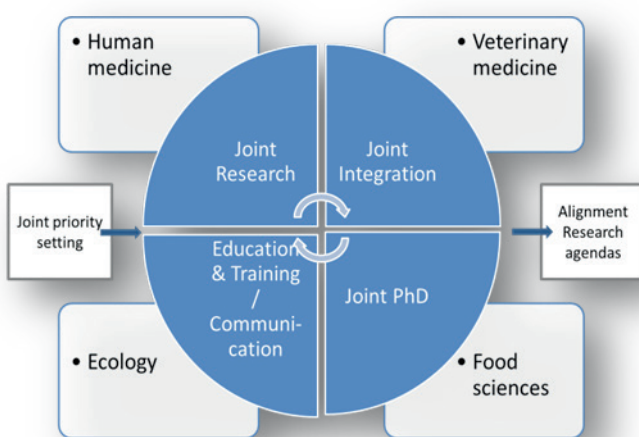 • Human
medicine
• Veterinary
medicine
Joint
Research
Joint
Integration
Joint priority
setting
Alignment
Research
agendas
Education
& Training
/
Communi-
cation
Joint PhD
• Ecology
• Food
sciences